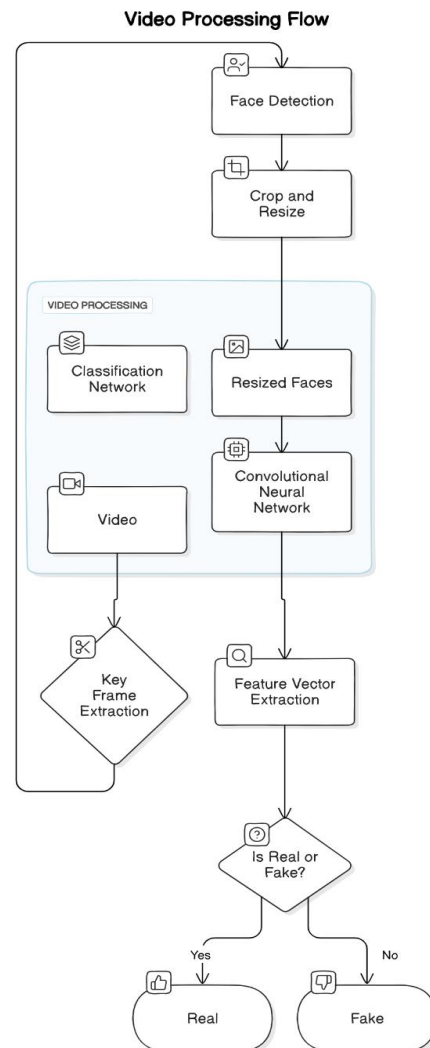 Video Processing Flow
Face Detection
Crop and
Resize
VIDEO PROCESSING
Classification
Network
Resized Faces
Video
Convolutional
Neural
Network
Key
Frame
Extraction
Feature Vector
Extraction
Is Real or
Fake?
Yes
No
Real
Fake